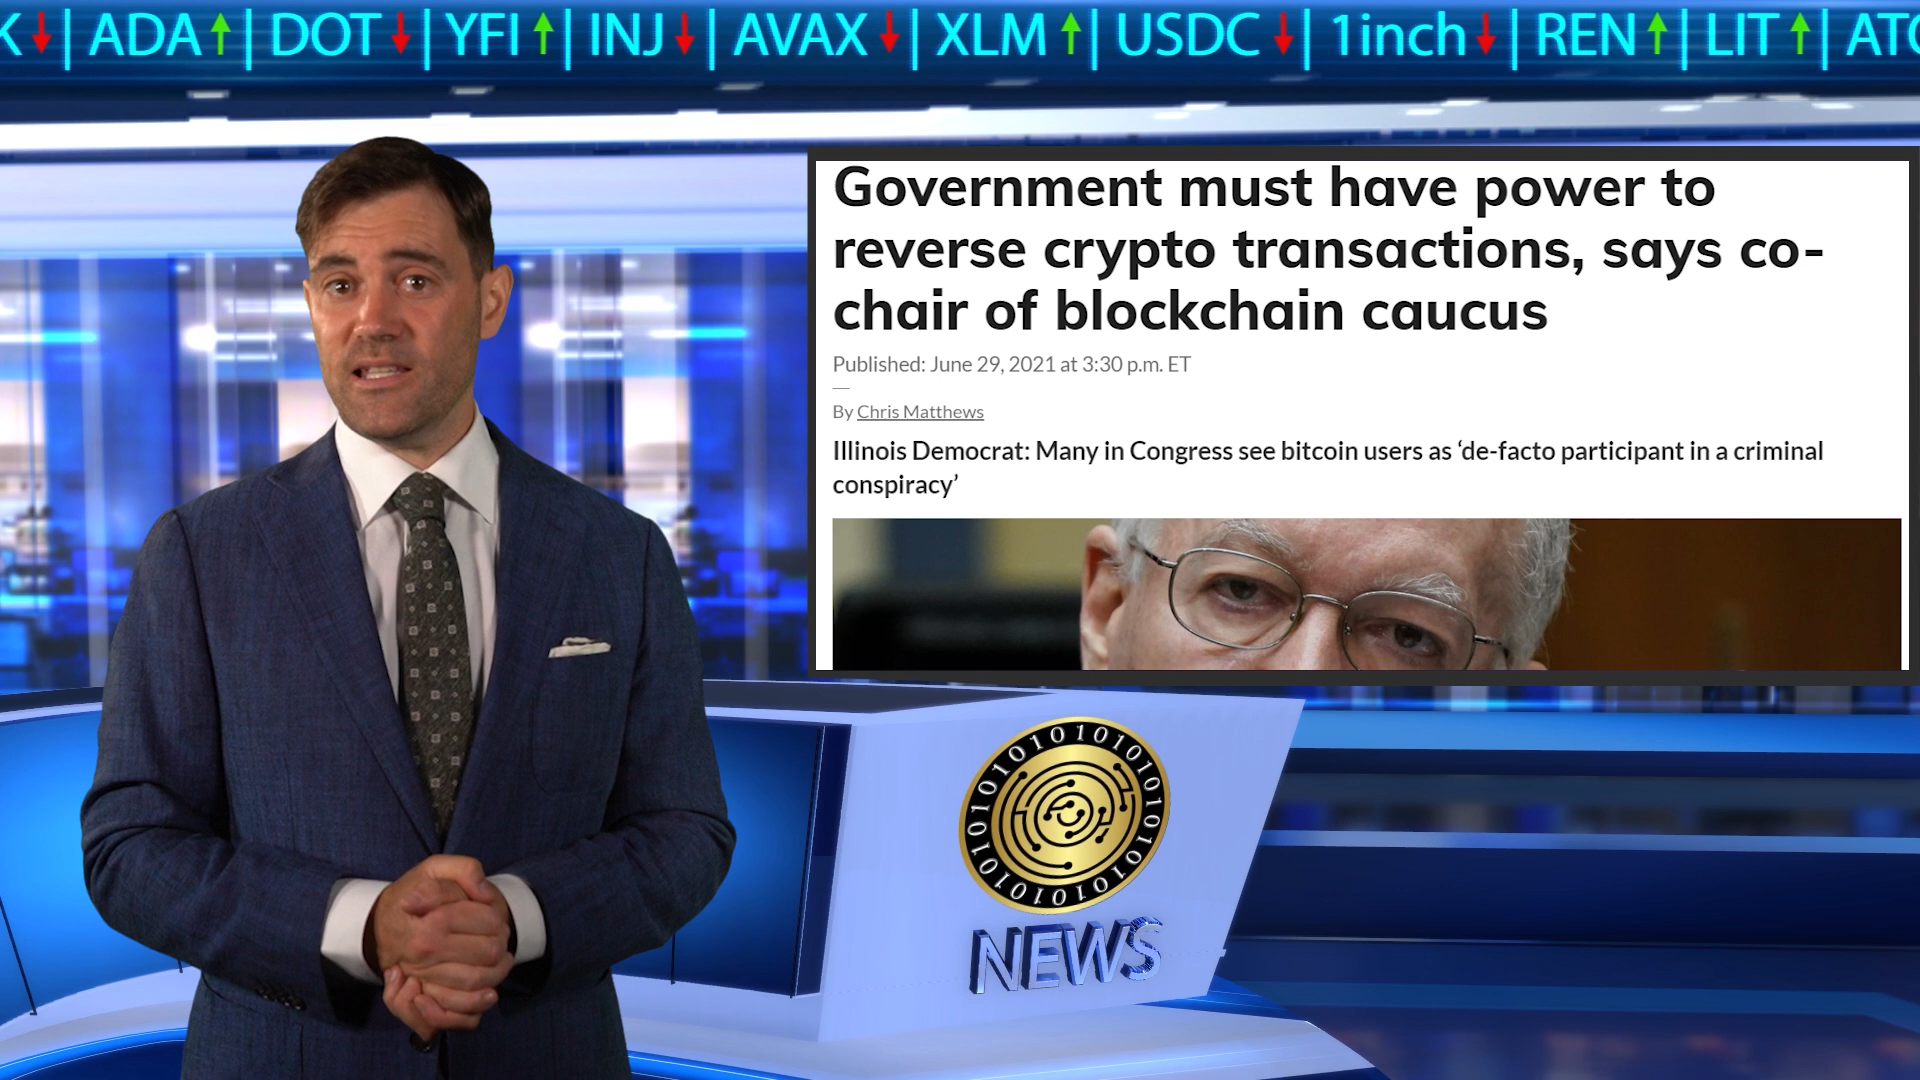 K | ADA | DOT | YFI | INJ | AVAX | XLM | USDC | 1inch | REN | LIT | ATO
Government must have power to
reverse crypto transactions, says co-
chair of blockchain caucus
Published: June 29, 2021 at 3:30 p.m. ET
By Chris Matthews
Illinois Democrat: Many in Congress see bitcoin users as ‘de-facto participant in a criminal
conspiracy’
1010101010101010101010101010
NEWS